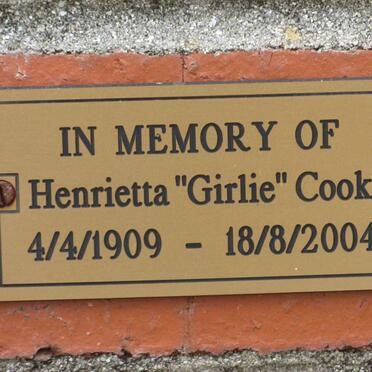 IN MEMORY OF
Henrietta "Girlie" Cook
4/4/1909 - 18/8/2004